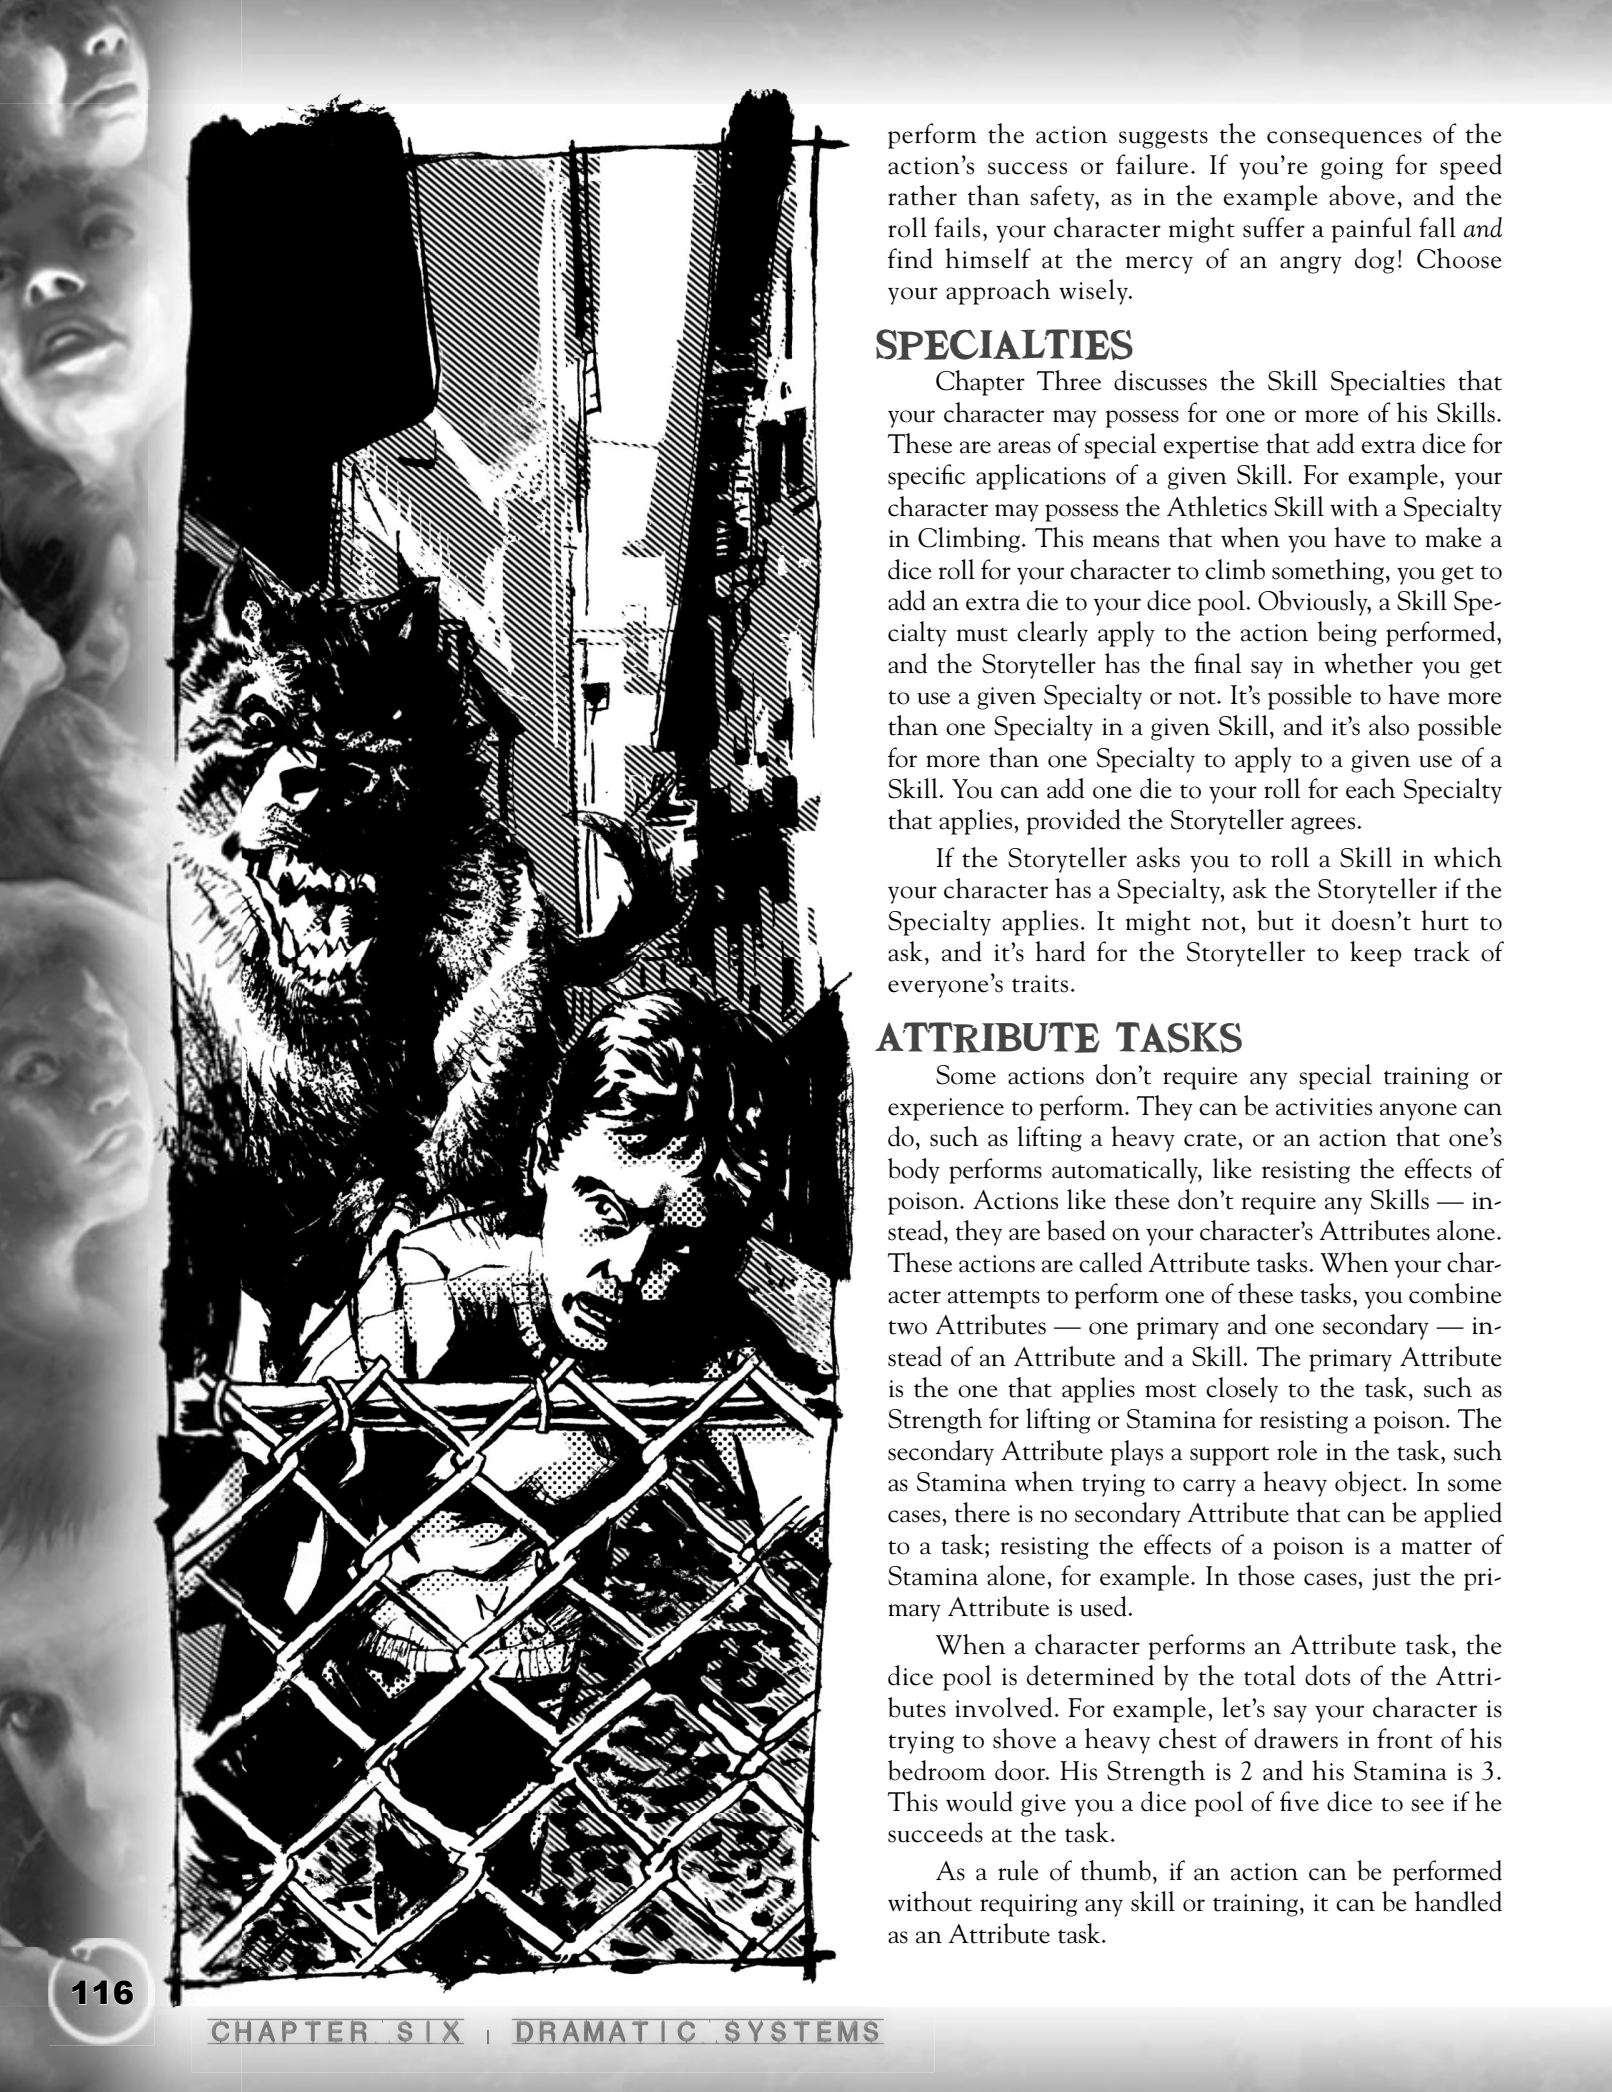 perform the action suggests the consequences of the
action's success or failure. If you're going for speed
rather than safety, as in the example above, and the
roll fails, your character might suffer a painful fall and
find himself at the mercy of an angry dog! Choose
your approach wisely.
SPECIALTIES
Chapter Three discusses the Skill Specialties that
your character may possess for one or more of his Skills.
These are areas of special expertise that add extra dice for
specific applications of a given Skill. For example, your
character may possess the Athletics Skill with a Specialty
in Climbing. This means that when you have to make a
dice roll for your character to climb something, you get to
add an extra die to your dice pool. Obviously, a Skill Spe-
cialty must clearly apply to the action being performed,
and the Storyteller has the final say in whether you get
to use a given Specialty or not. It's possible to have more
than one Specialty in a given Skill, and it's also possible
for more than one Specialty to apply to a given use of a
Skill. You can add one die to your roll for each Specialty
that applies, provided the Storyteller agrees.
If the Storyteller asks you to roll a Skill in which
your character has a Specialty, ask the Storyteller if the
Specialty applies. It might not, but it doesn't hurt to
ask, and it's hard for the Storyteller to keep track of
everyone's traits.
ATTRIBUTE TASKS
Some actions don't require any special training or
experience to perform. They can be activities anyone can
do, such as lifting a heavy crate, or an action that one's
body performs automatically, like resisting the effects of
poison. Actions like these don't require any Skills — in-
stead, they are based on your character's Attributes alone.
These actions are called Attribute tasks. When your char-
acter attempts to perform one of these tasks, you combine
two Attributes — one primary and one secondary — in-
stead of an Attribute and a Skill. The primary Attribute
is the one that applies most closely to the task, such as
Strength for lifting or Stamina for resisting a poison. The
secondary Attribute plays a support role in the task, such
as Stamina when trying to carry a heavy object. In some
cases, there is no secondary Attribute that can be applied
to a task; resisting the effects of a poison is a matter of
Stamina alone, for example. In those cases, just the pri-
mary Attribute is used.
When a character performs an Attribute task, the
dice pool is determined by the total dots of the Attri-
butes involved. For example, let's say your character is
trying to shove a heavy chest of drawers in front of his
bedroom door. His Strength is 2 and his Stamina is 3.
This would give you a dice pool of five dice to see if he
succeeds at the task.
As a rule of thumb, if an action can be performed
without requiring any skill or training, it can be handled
as an Attribute task.
116
CHAPTER SIX | DRAMATIC SYSTEMS